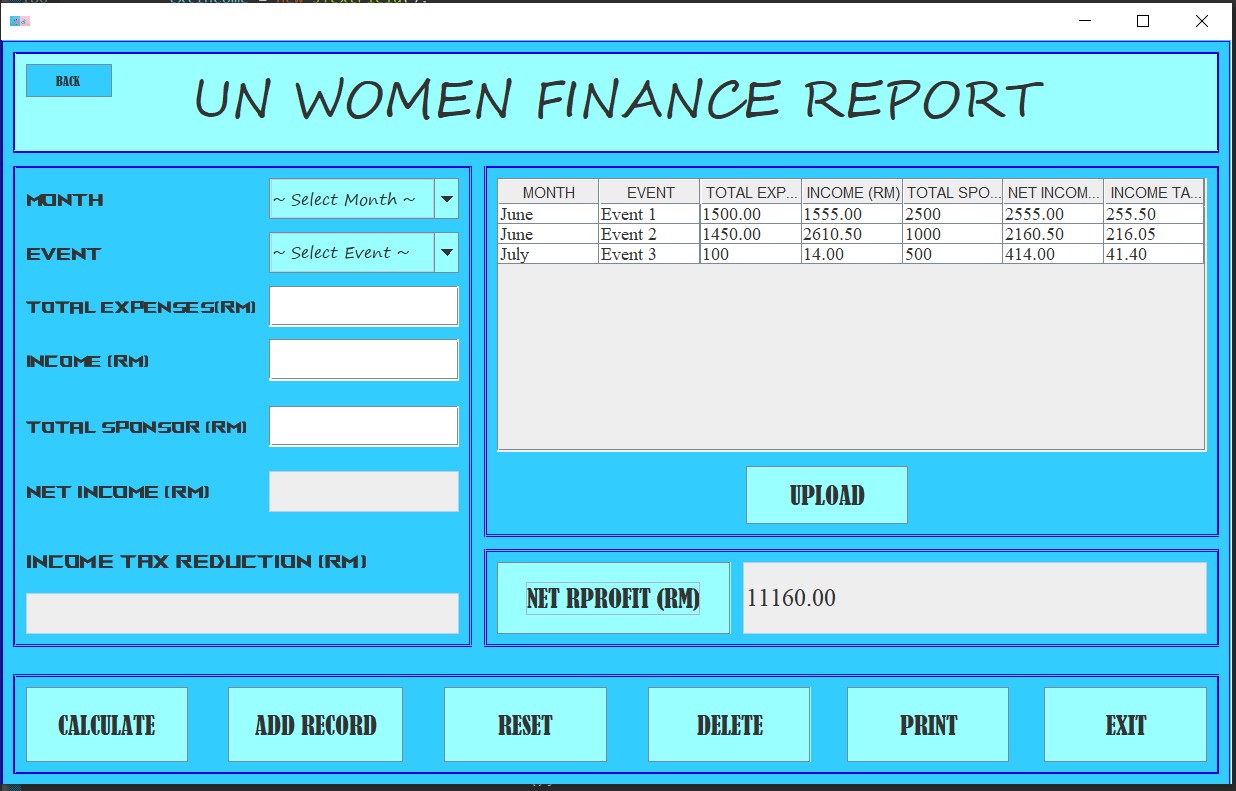 BACK
UN WOMEN FINANCE REPORT
MONTH
~ Select Month ~
EVENT
~ Select Event ~
TOTAL EXPENSES(RM)
INCOME (RM)
TOTAL SPONSOR (RM)
NET INCOME (RM)
INCOME TAX REDUCTION (RM)
MONTH EVENT TOTAL EXP... INCOME (RM) TOTAL SPO... NET INCOM... INCOME TA...
June Event 1 1500.00 1555.00 2500 2555.00 255.50
June Event 2 1450.00 2610.50 1000 2160.50 216.05
July Event 3 100 14.00 500 414.00 41.40
UPLOAD
NET RPROFIT (RM) 11160.00
CALCULATE ADD RECORD RESET DELETE PRINT EXIT